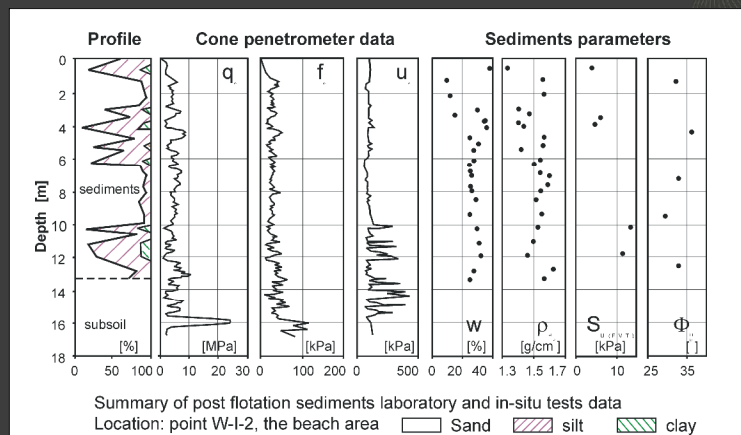 Profile Cone penetrometer data Sediments parameters
0 q f u
2
4
6
sediments
8
Depth [m]
10
12
14
subsoil 16 w ρ S Φ
[%] [MPa] [kPa] [kPa] [%] [g/cm [kPa]
18
0 50 100 0 10 20 30 0 100 200 0 500 0 20 40 1.3 1.5 1.7 0 10 25 35
Summary of post flotation sediments laboratory and in-situ tests data
Location: point W-I-2, the beach area Sand silt clay